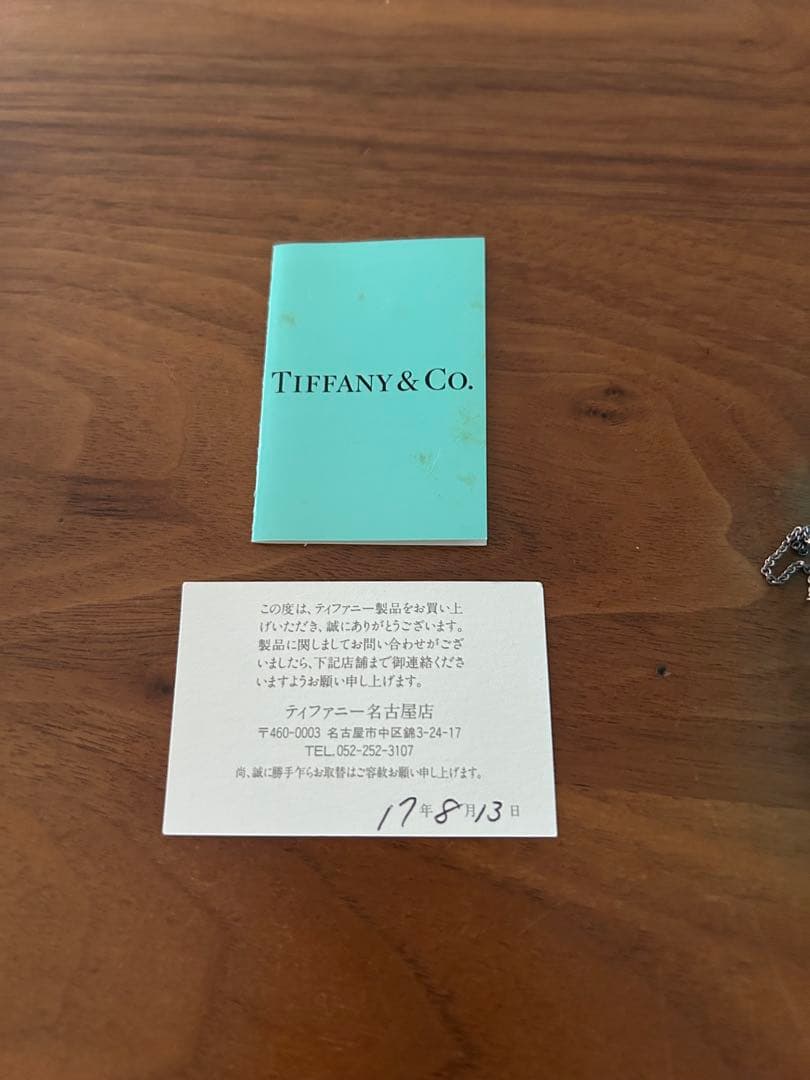 TIFFANY & CO.
この度は、ティファニー製品をお買い上
げいただき、誠にありがとうございます。
製品に関しましてお問い合わせがござ
いましたら、下記店舗まで御連絡くださ
いますようお願い申し上げます。
ティファニー名古屋店
〒460-0003 名古屋市中区錦3-24-17
TEL.052-252-3107
尚、誠に勝手乍らお取替はご容赦お願い申し上げます。
17年8月13日